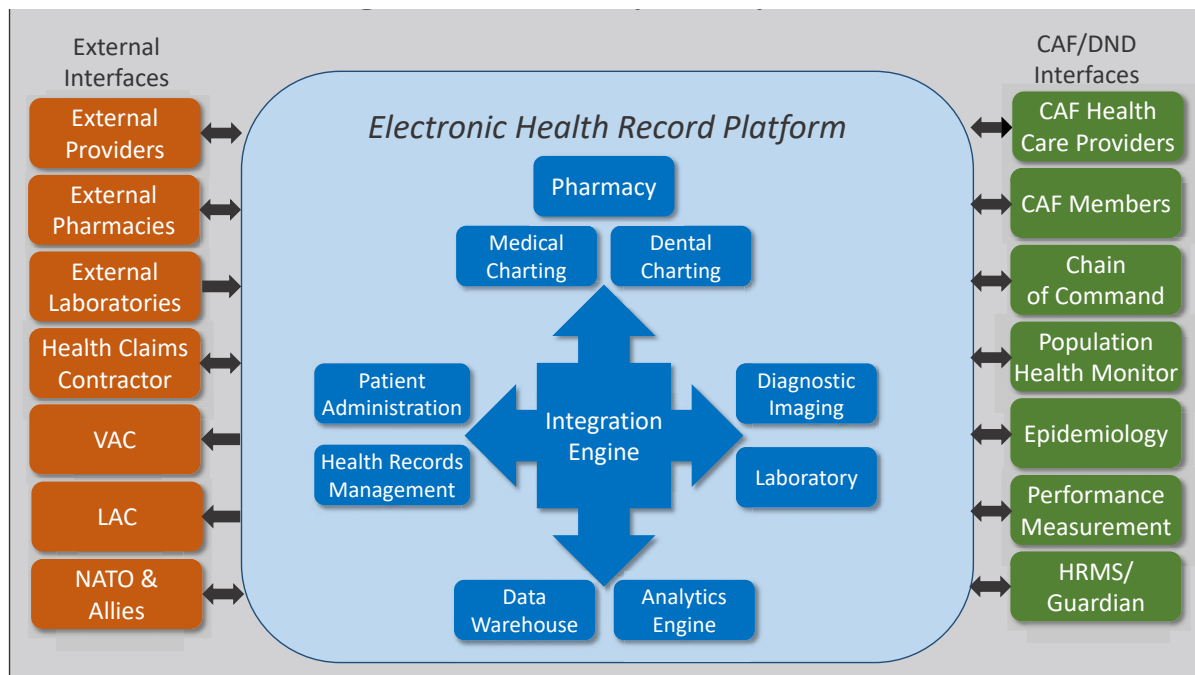 External
Interfaces
External
Providers
External
Pharmacies
External
Laboratories
Health Claims
Contractor
VAC
LAC
NATO &
Allies
Electronic Health Record Platform
Pharmacy
Medical
Charting
Dental
Charting
Patient
Administration
Health Records
Management
Integration
Engine
Diagnostic
Imaging
Laboratory
Data
Warehouse
Analytics
Engine
CAF/DND
Interfaces
CAF Health
Care Providers
CAF Members
Chain
of Command
Population
Health Monitor
Epidemiology
Performance
Measurement
HRMS/
Guardian